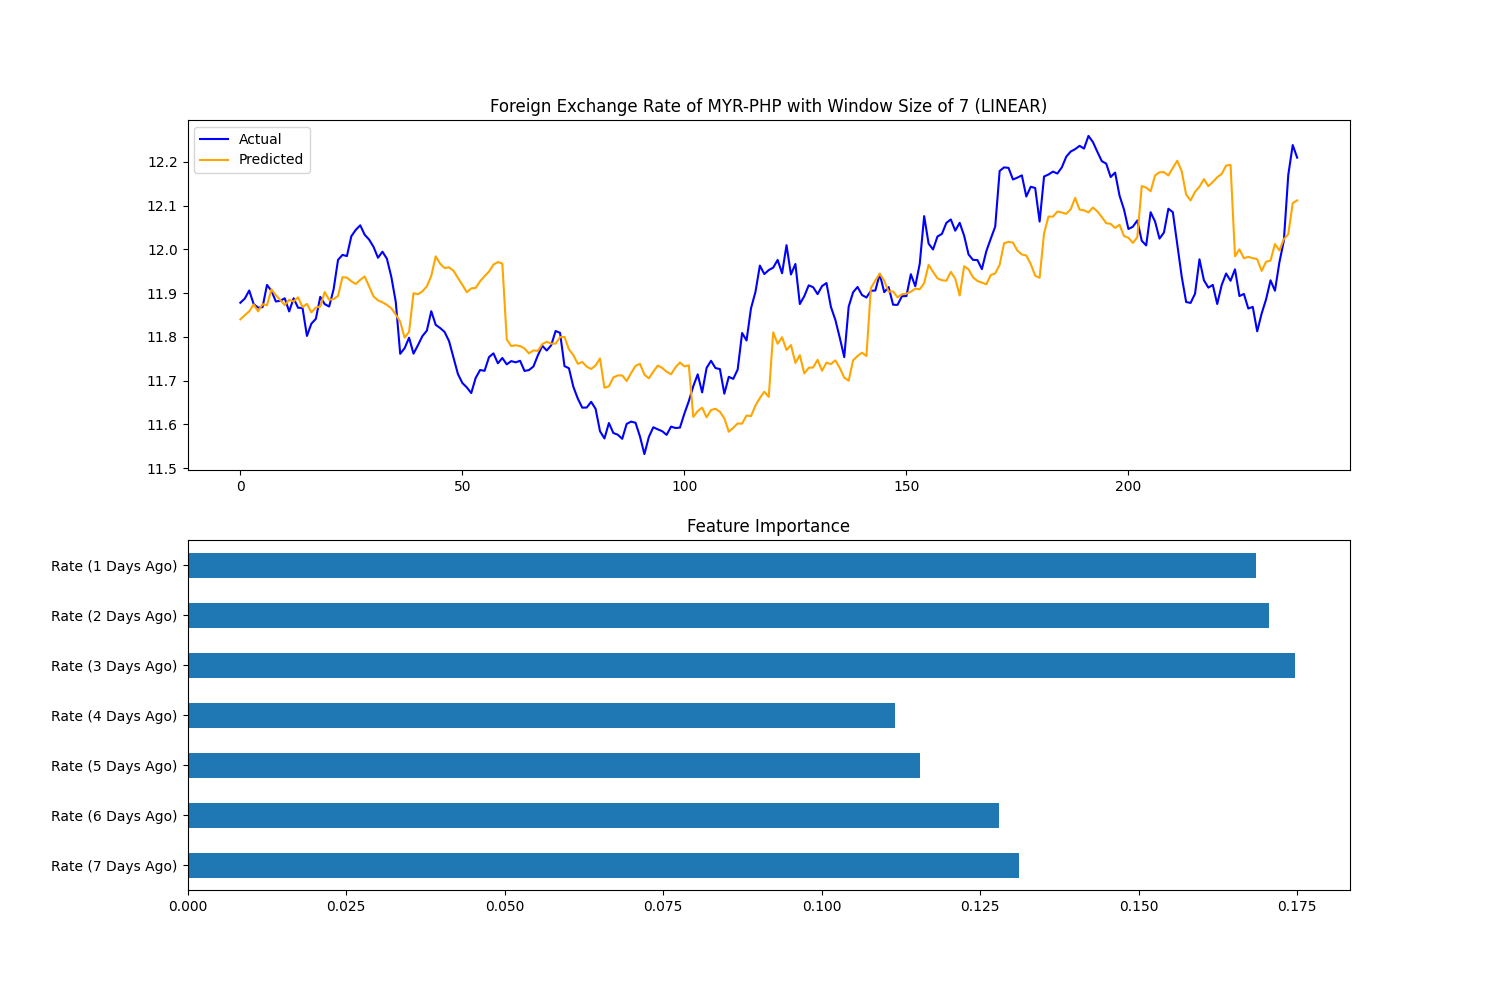 Foreign Exchange Rate of MYR-PHP with Window Size of 7 (LINEAR)
Actual
Predicted
12.2
12.1
12.0
11.9
11.8
11.7
11.6
11.5
0 50 100 150 200
Feature Importance
Rate (1 Days Ago)
Rate (2 Days Ago)
Rate (3 Days Ago)
Rate (4 Days Ago)
Rate (5 Days Ago)
Rate (6 Days Ago)
Rate (7 Days Ago)
0.000 0.025 0.050 0.075 0.100 0.125 0.150 0.175